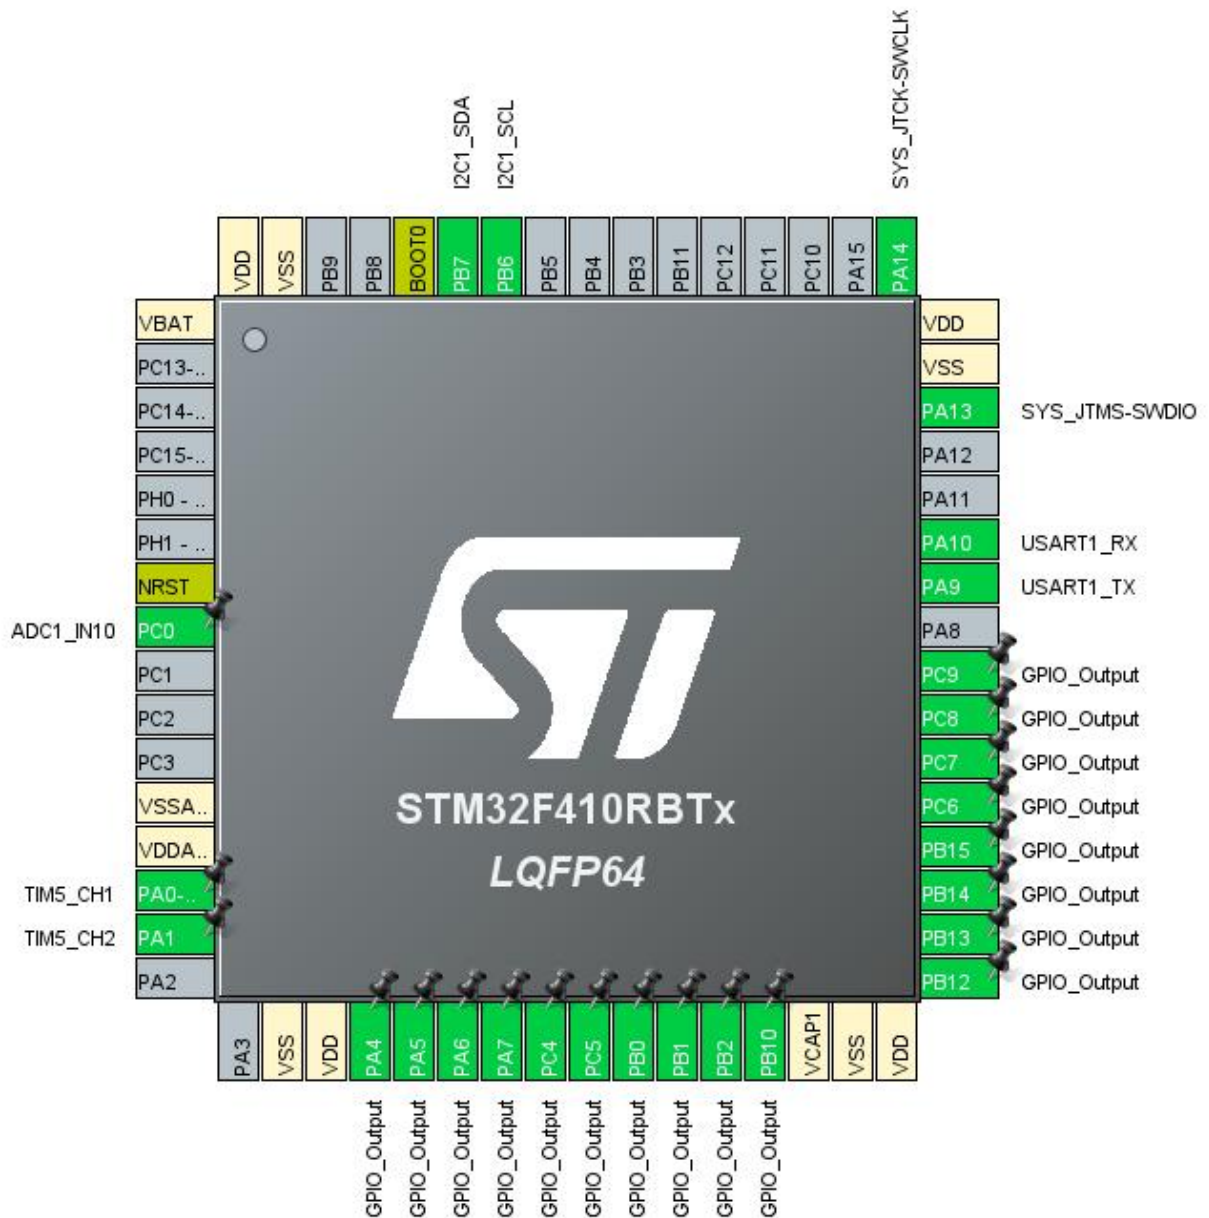 SYS_JTCK-SWCLK
I2C1_SDA
I2C1_SCL
VDD
VSS
PB9
PB8
BOOT0
PB7
PB6
PB5
PB4
PB3
PB11
PC12
PC11
PC10
PA15
PA14
VBAT
PC13-..
PC14-..
PC15-..
PH0 - ..
PH1 - ..
NRST
ADC1_IN10 PC0
PC1
PC2
PC3
VSSA..
VDDA..
TIM5_CH1 PA0-..
TIM5_CH2 PA1
PA2
STM32F410RBTx
LQFP64
VDD
VSS
PA13 SYS_JTMS-SWDIO
PA12
PA11
PA10 USART1_RX
PA9 USART1_TX
PA8
PC9 GPIO_Output
PC8 GPIO_Output
PC7 GPIO_Output
PC6 GPIO_Output
PB15 GPIO_Output
PB14 GPIO_Output
PB13 GPIO_Output
PB12 GPIO_Output
PA3
VSS
VDD
PA4
PA5
PA6
PA7
PC4
PC5
PB0
PB1
PB2
PB10
VCAP1
VSS
VDD
GPIO_Output
GPIO_Output
GPIO_Output
GPIO_Output
GPIO_Output
GPIO_Output
GPIO_Output
GPIO_Output
GPIO_Output
GPIO_Output